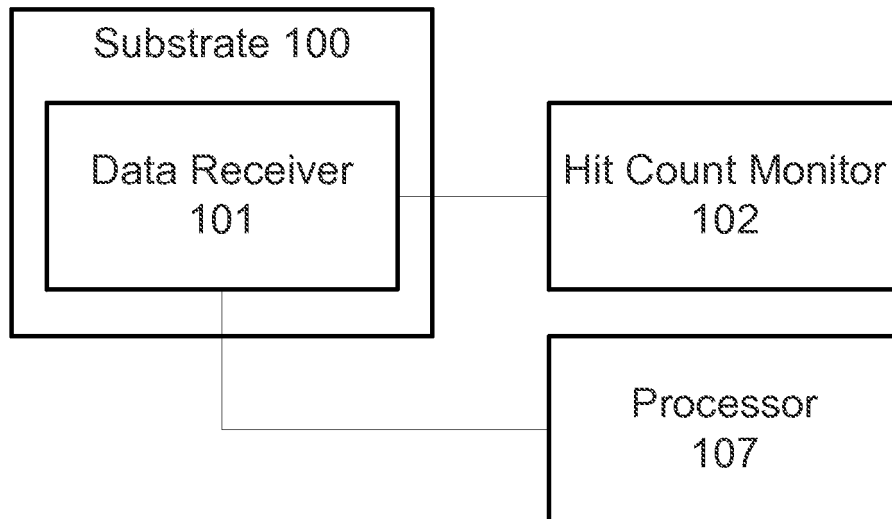 Substrate 100
Data Receiver
101
Hit Count Monitor
102
Processor
107